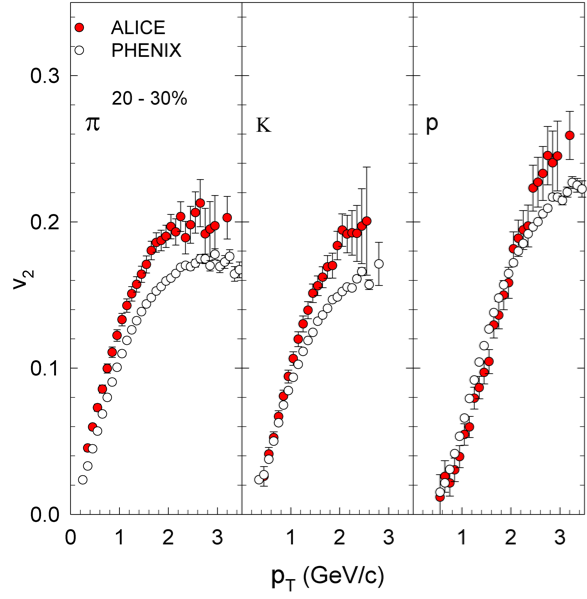 ALICE
PHENIX
20 - 30%
π
K
p
v2
0.3
0.2
0.1
0.0
0 1 2 3 1 2 3 1 2 3
pT (GeV/c)